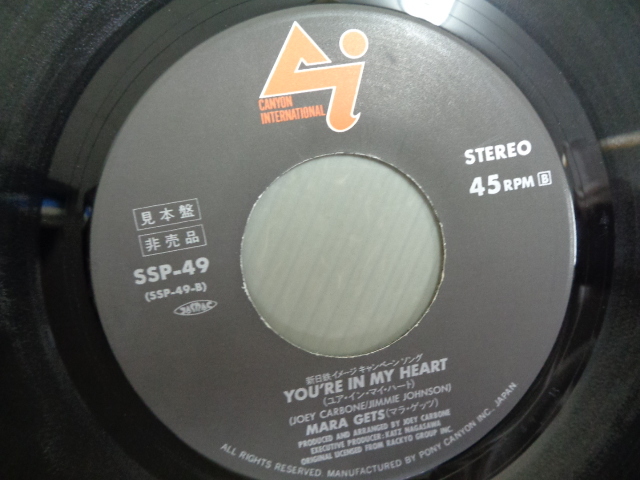 CANYON
INTERNATIONAL
STEREO
45 RPM B
見本盤
非売品
SSP-49
(SSP-49-B)
JASRAC
新日鉄イメージキャンペーンソング
YOU'RE IN MY HEART
(ユア・イン・マイ・ハート)
(JOEY CARBONE/JIMMIE JOHNSON)
MARA GETS(マラ・ゲッツ)
PRODUCED AND ARRANGED BY JOEY CARBONE
EXECUTIVE PRODUCER: KATZ NAGASAWA
ORIGINAL LICENSED FROM RACKYO GROUP INC.
ALL RIGHTS RESERVED. MANUFACTURED BY PONY CANYON INC. JAPAN